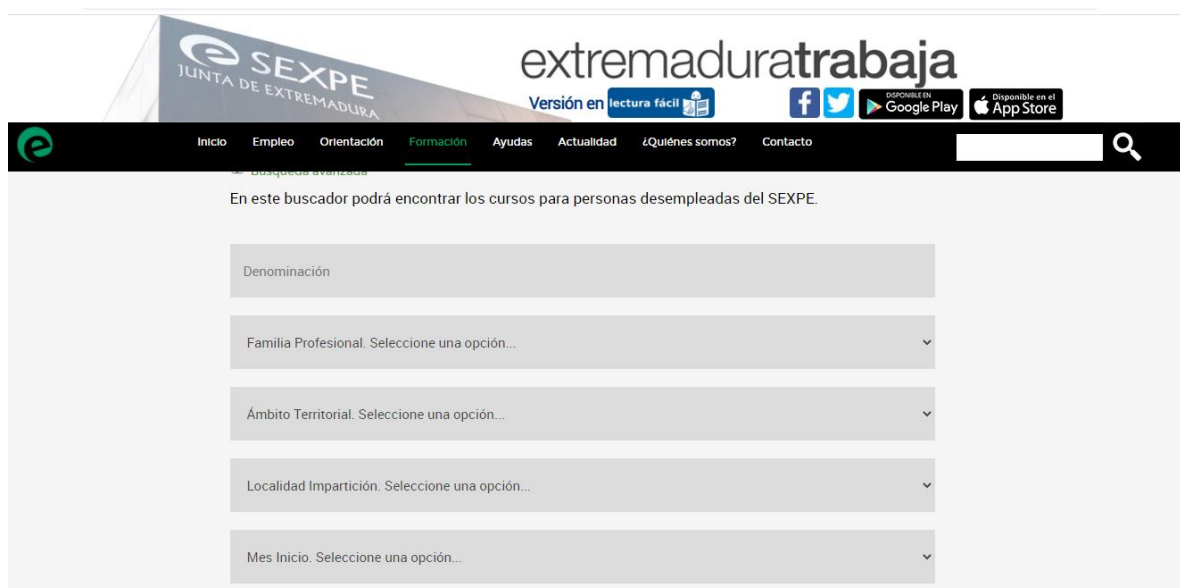 SEXPE
JUNTA DE EXTREMADURA
extremaduratrabaja
Versión en lectura fácil
DISPONIBLE EN
Google Play
Disponible en el
App Store
Inicio Empleo Orientación Formación Ayudas Actualidad ¿Quiénes somos? Contacto
Búsqueda avanzada
En este buscador podrá encontrar los cursos para personas desempleadas del SEXPE.
Denominación
Familia Profesional. Seleccione una opción...
Ámbito Territorial. Seleccione una opción...
Localidad Impartición. Seleccione una opción...
Mes Inicio. Seleccione una opción...